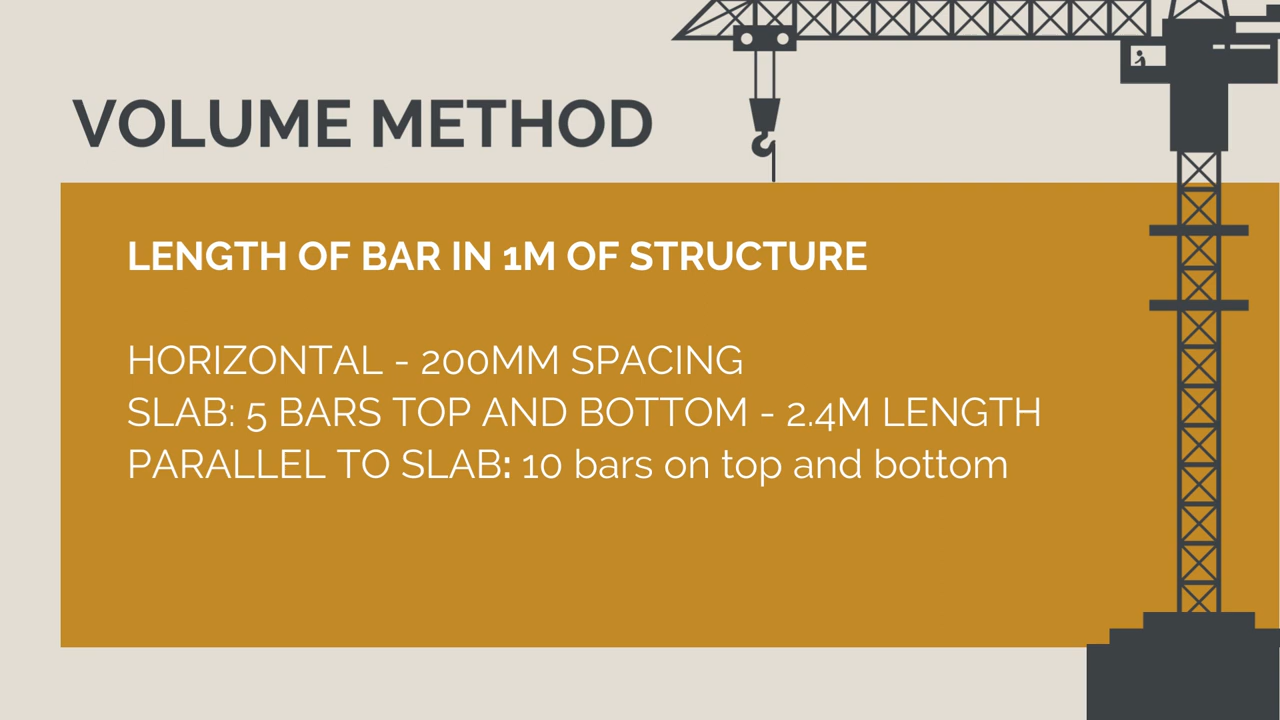 VOLUME METHOD
LENGTH OF BAR IN 1M OF STRUCTURE
HORIZONTAL - 200MM SPACING
SLAB: 5 BARS TOP AND BOTTOM - 2.4M LENGTH
PARALLEL TO SLAB: 10 bars on top and bottom